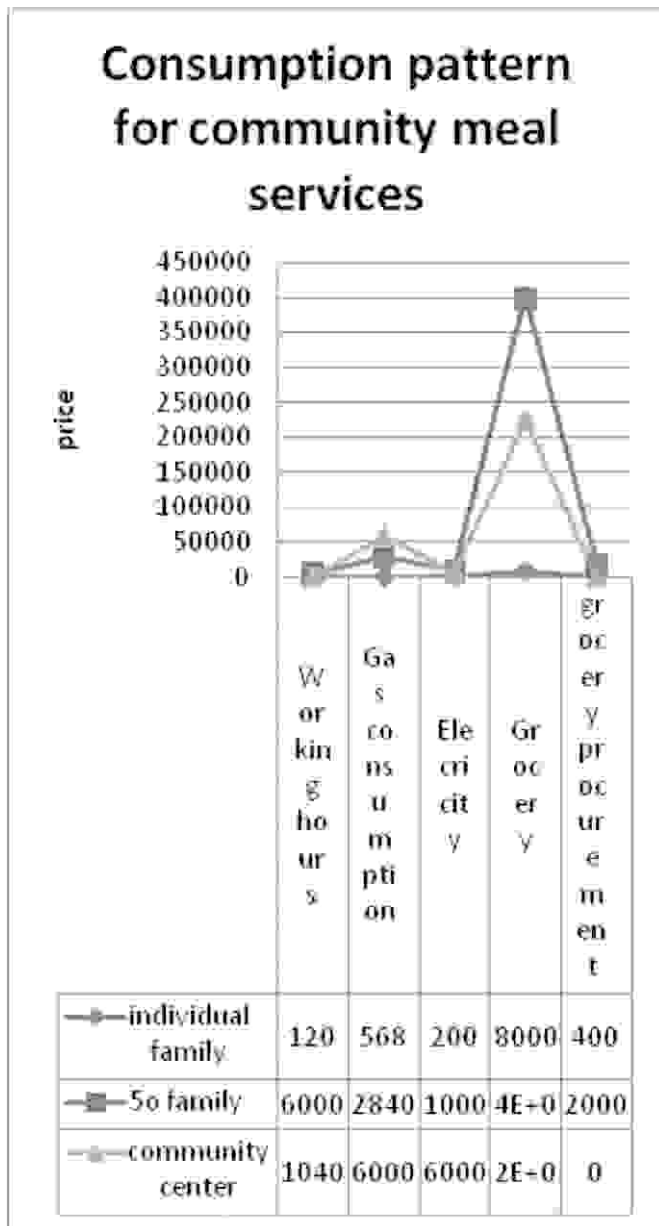 Consumption pattern
for community meal
services
450000
400000
350000
300000
250000
200000
150000
100000
50000
0
price
W
or
kin
g
ho
ur
s
Ga
s
co
ns
u
m
pti
on
Ele
cri
cit
y
Gr
oc
er
y
gr
oc
er
y
pr
oc
ur
e
m
en
t
individual
family
120
568
200
8000
400
5o family
6000
2840
1000
4E+0
2000
community
center
1040
6000
6000
2E+0
0